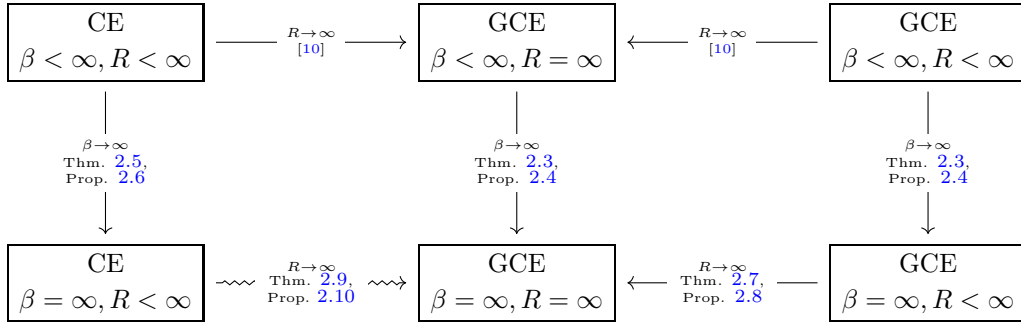 CE
β < ∞, R < ∞
R→∞
[10]
GCE
β < ∞, R = ∞
R→∞
[10]
GCE
β < ∞, R < ∞
β→∞
Thm. 2.5,
Prop. 2.6
β→∞
Thm. 2.3,
Prop. 2.4
β→∞
Thm. 2.3,
Prop. 2.4
CE
β = ∞, R < ∞
R→∞
Thm. 2.9,
Prop. 2.10
GCE
β = ∞, R = ∞
R→∞
Thm. 2.7,
Prop. 2.8
GCE
β = ∞, R < ∞